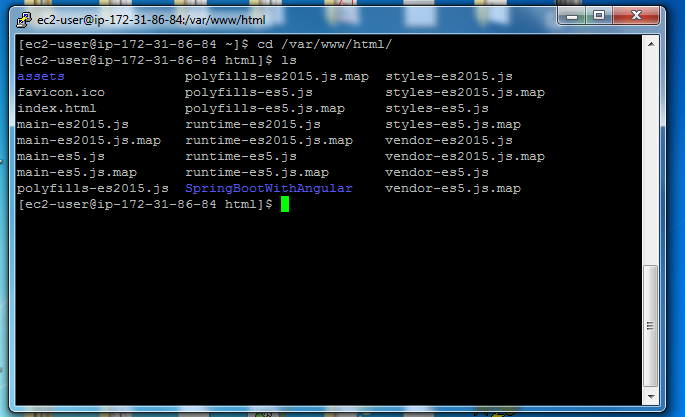 ec2-user@ip-172-31-86-84:/var/www/html
[ec2-user@ip-172-31-86-84 ~]$ cd /var/www/html/
[ec2-user@ip-172-31-86-84 html]$ ls
assets polyfills-es2015.js.map styles-es2015.js
favicon.ico polyfills-es5.js styles-es2015.js.map
index.html polyfills-es5.js.map styles-es5.js
main-es2015.js runtime-es2015.js styles-es5.js.map
main-es2015.js.map runtime-es2015.js.map vendor-es2015.js
main-es5.js runtime-es5.js vendor-es2015.js.map
main-es5.js.map runtime-es5.js.map vendor-es5.js
polyfills-es2015.js SpringBootWithAngular vendor-es5.js.map
[ec2-user@ip-172-31-86-84 html]$